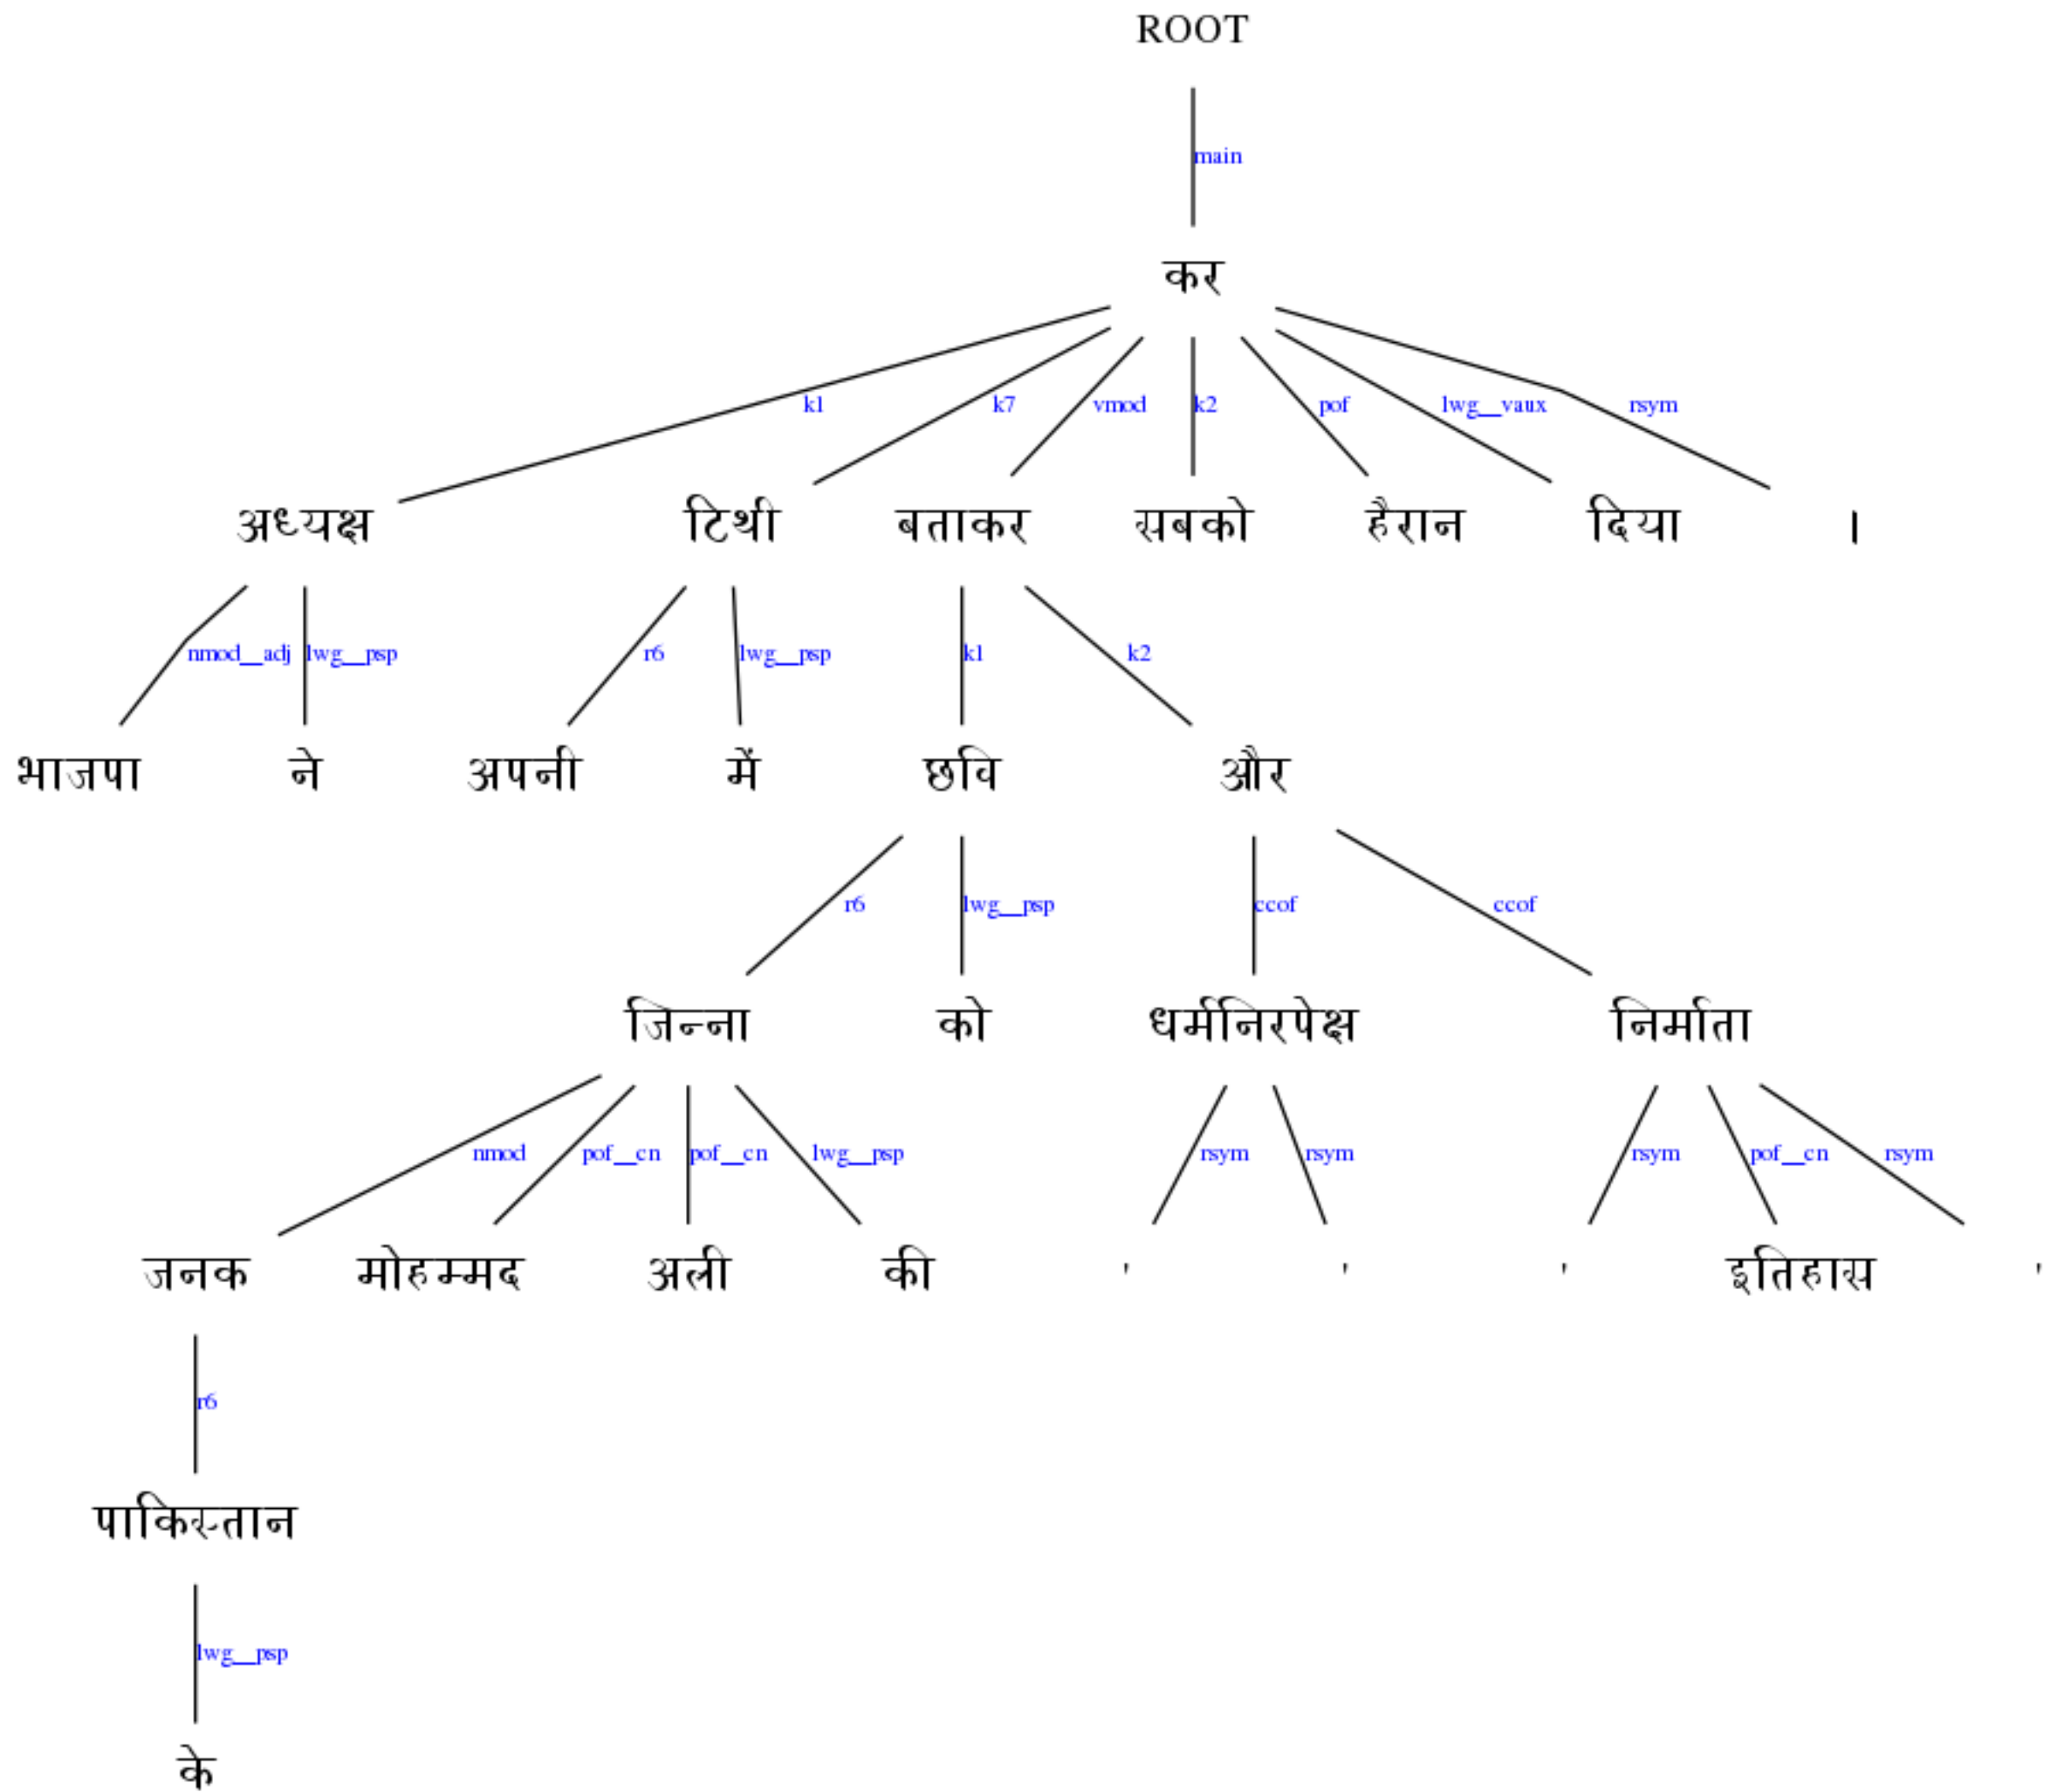 ROOT
main
कर
k1 k7 vmod k2 pof lwg__vaux rsym
अध्यक्ष टिथी बताकर सबको हैरान दिया ।
nmod__adj lwg__psp r6 lwg__psp k1 k2
भाजपा ने अपनी में छवि और
r6 lwg__psp ccof ccof
जिन्ना को धर्मनिरपेक्ष निर्माता
nmod pof__cn pof__cn lwg__psp rsym rsym rsym pof__cn rsym
जनक मोहम्मद अली की ' ' ' इतिहास '
r6
पाकिस्तान
lwg__psp
के